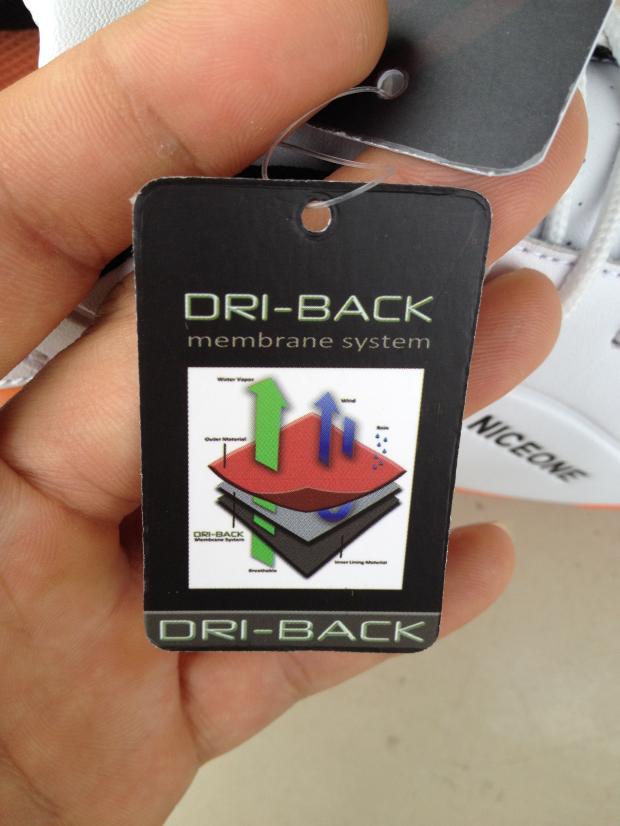 DRI-BACK
membrane system
Water Vapor
Wind
Rain
Outer Material
DRI-BACK
Membrane System
Inner Lining Material
Breathable
DRI-BACK
NICEONE